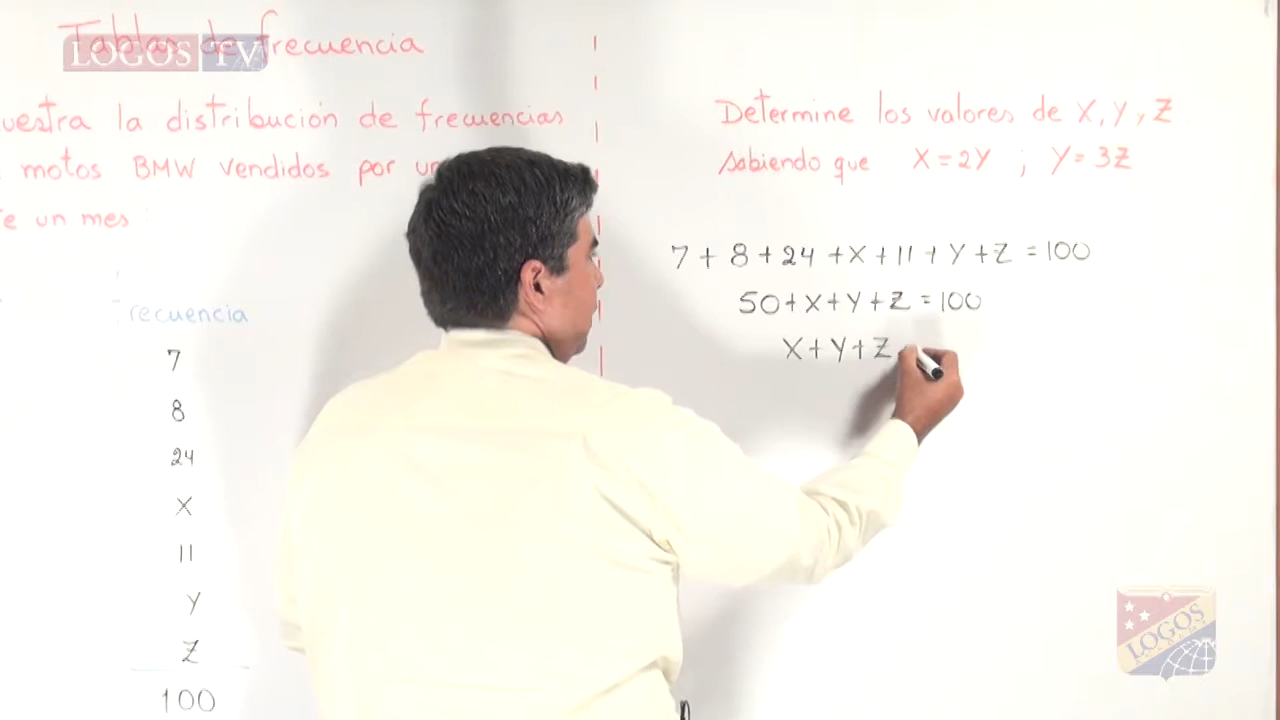 Tablas de frecuencia
LOGOS TV
uestra la distribución de frecuencias
motos BMW vendidos por un
un mes
recuencia
7
8
24
X
11
Y
Z
100
Determine los valores de X, Y, Z
sabiendo que X = 2Y ; Y = 3Z
7 + 8 + 24 + X + 11 + Y + Z = 100
50 + X + Y + Z = 100
X + Y + Z
LOGOS